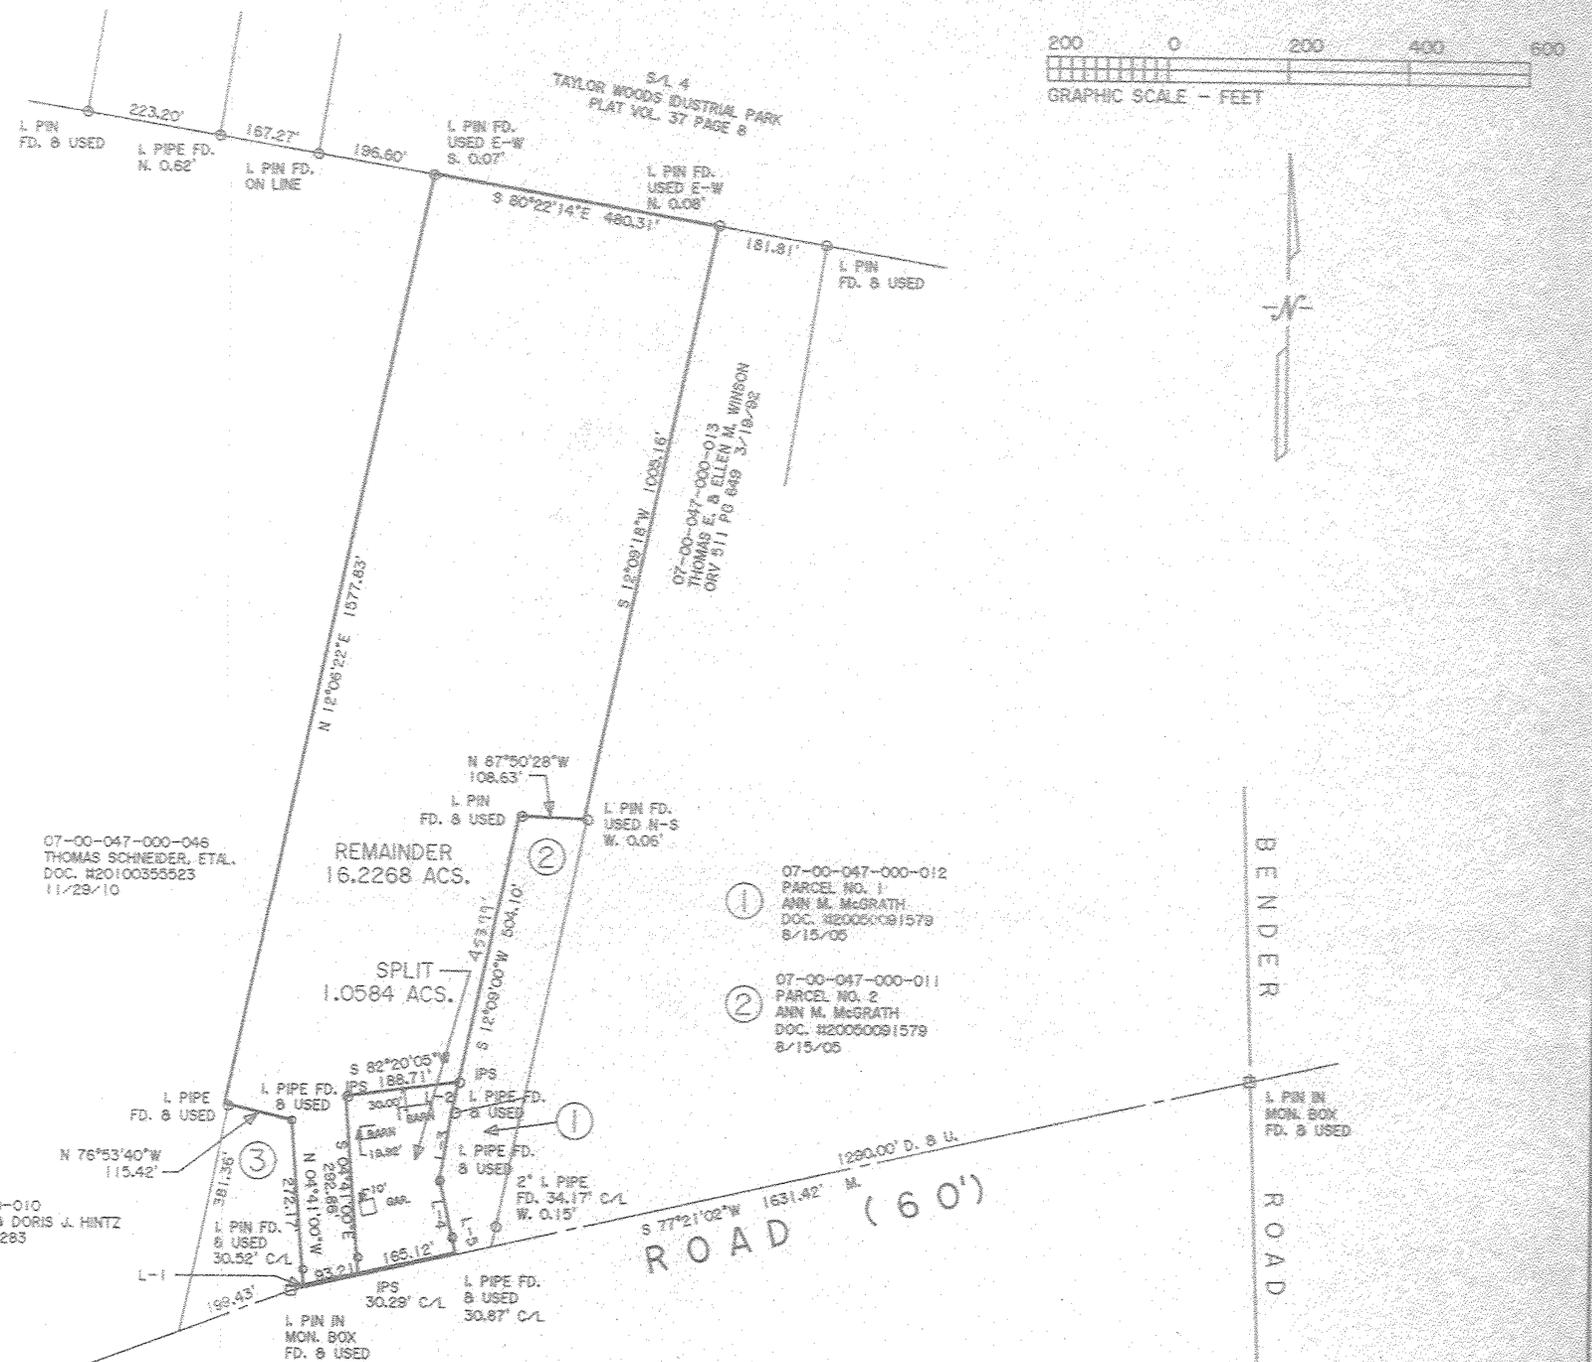 200 0 200 400 600
GRAPHIC SCALE - FEET
S/L 4
TAYLOR WOODS IDUSTRIAL PARK
PLAT VOL. 37 PAGE 8
223.20'
167.27'
196.60'
I. PIN
FD. & USED
I. PIPE FD.
N. 0.62'
I. PIN FD.
ON LINE
I. PIN FD.
USED E-W
S. 0.07'
I. PIN FD.
USED E-W
N. 0.08'
S 80°22'14"E 480.31'
181.81'
I. PIN
FD. & USED
N
07-00-047-000-013
THOMAS E. & ELLEN M. WINSON
ORV 511 PG 649 3/19/92
S 12°09'18"W 1005.16'
N 12°06'22"E 1577.83'
N 87°50'28"W
108.63'
I. PIN
FD. & USED
I. PIN FD.
USED N-S
W. 0.06'
2
07-00-047-000-046
THOMAS SCHNEIDER, ETAL.
DOC. #20100355523
11/29/10
REMAINDER
16.2268 ACS.
1
07-00-047-000-012
PARCEL NO. 1
ANN M. McGRATH
DOC. #20050091579
8/15/05
2
07-00-047-000-011
PARCEL NO. 2
ANN M. McGRATH
DOC. #20050091579
8/15/05
BENDER
ROAD
SPLIT
1.0584 ACS.
S 12°09'00"W 504.10'
S 82°20'05"W
188.71'
IPS
IPS
I. PIPE
FD. & USED
I. PIPE FD.
& USED
30.00'
L-2
BARN
I. PIPE FD.
& USED
1
BARN
19.98'
10'
GAR.
I. PIPE FD.
& USED
N 76°53'40"W
115.42'
3
381.36'
272.17'
N 04°41'00"W
292.86'
S 04°41'00"E
L-4
L-5
2" I. PIPE
FD. 34.17' C/L
W. 0.15'
-010
& DORIS J. HINTZ
283
I. PIN FD.
& USED
30.52' C/L
L-1
93.21
165.12'
IPS
30.29' C/L
I. PIPE FD.
& USED
30.87' C/L
199.43'
I. PIN IN
MON. BOX
FD. & USED
S 77°21'02"W 1631.42' M.
1290.00' D. & U.
ROAD (60')
I. PIN IN
MON. BOX
FD. & USED